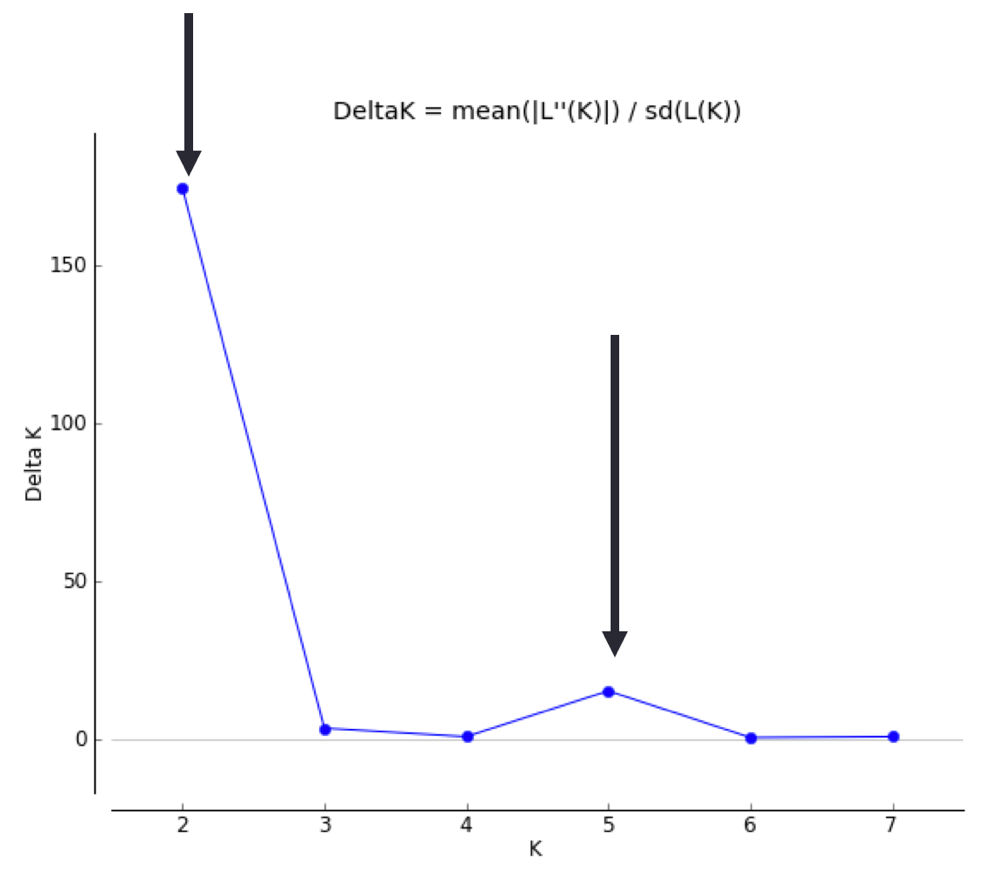 DeltaK = mean(|L''(K)|) / sd(L(K))
150
100
50
0
Delta K
2 3 4 5 6 7
K